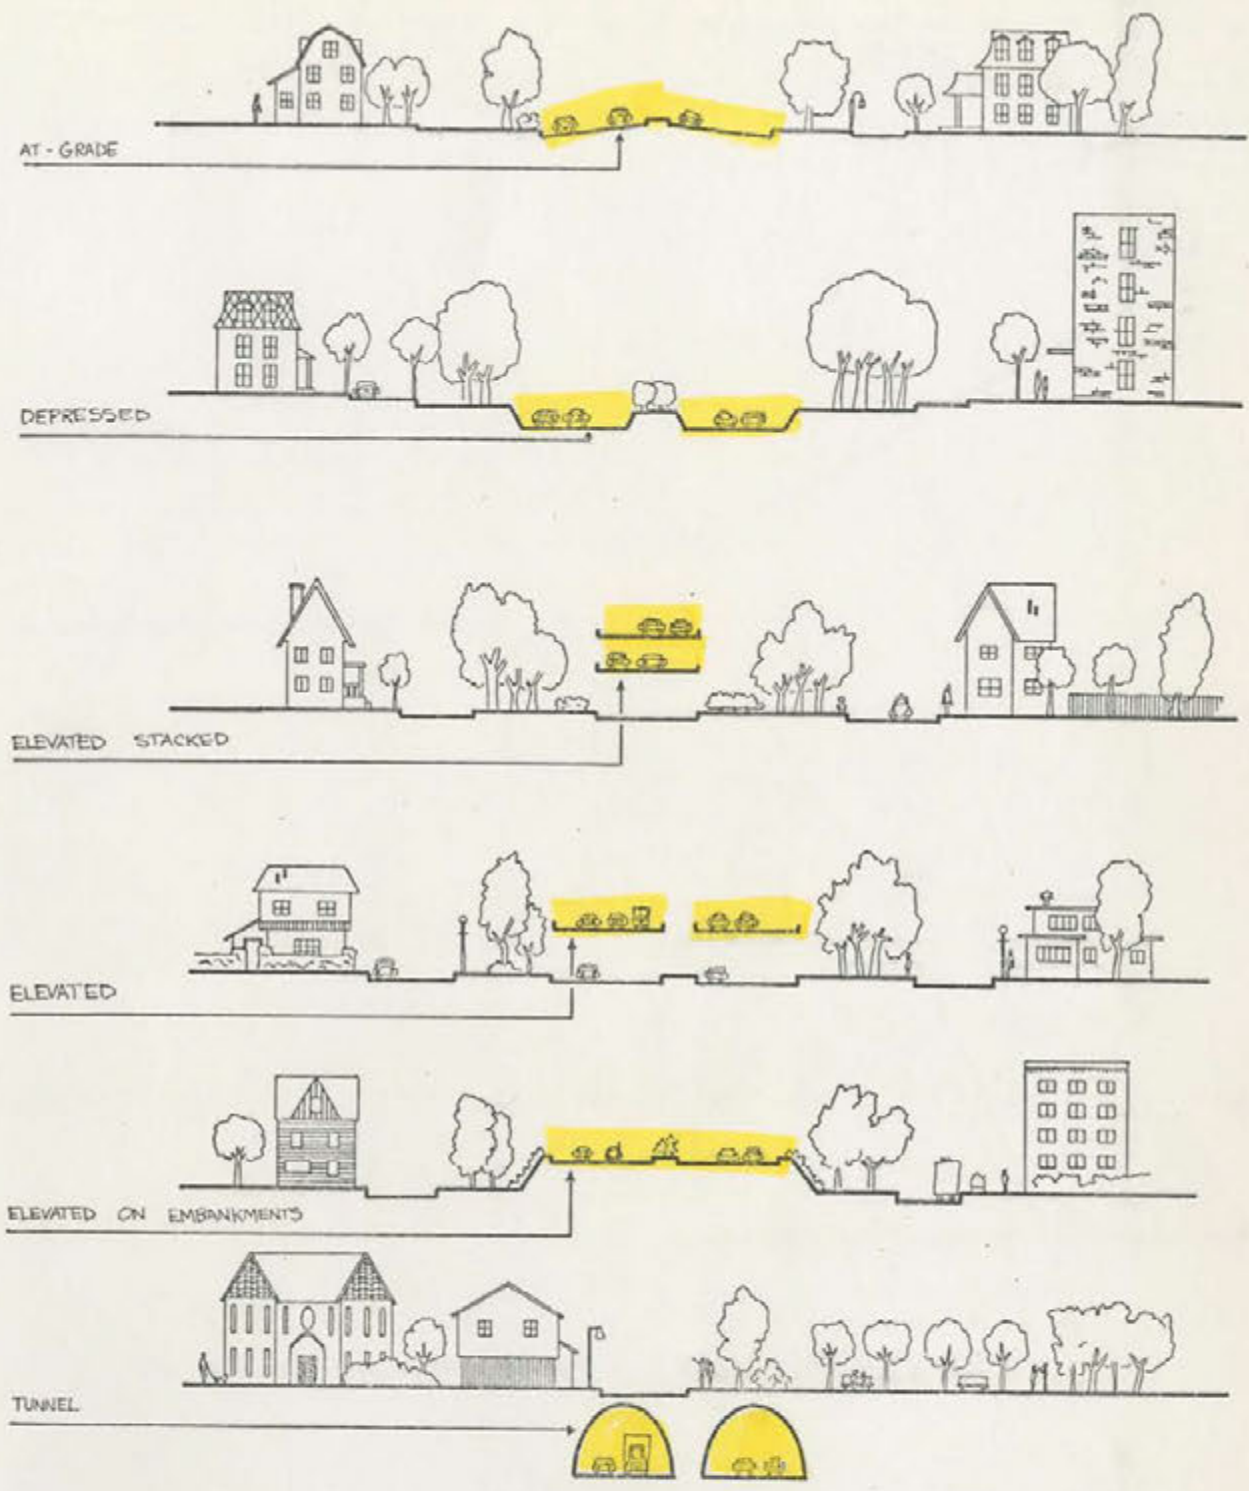 AT-GRADE
DEPRESSED
ELEVATED STACKED
ELEVATED
ELEVATED ON EMBANKMENTS
TUNNEL